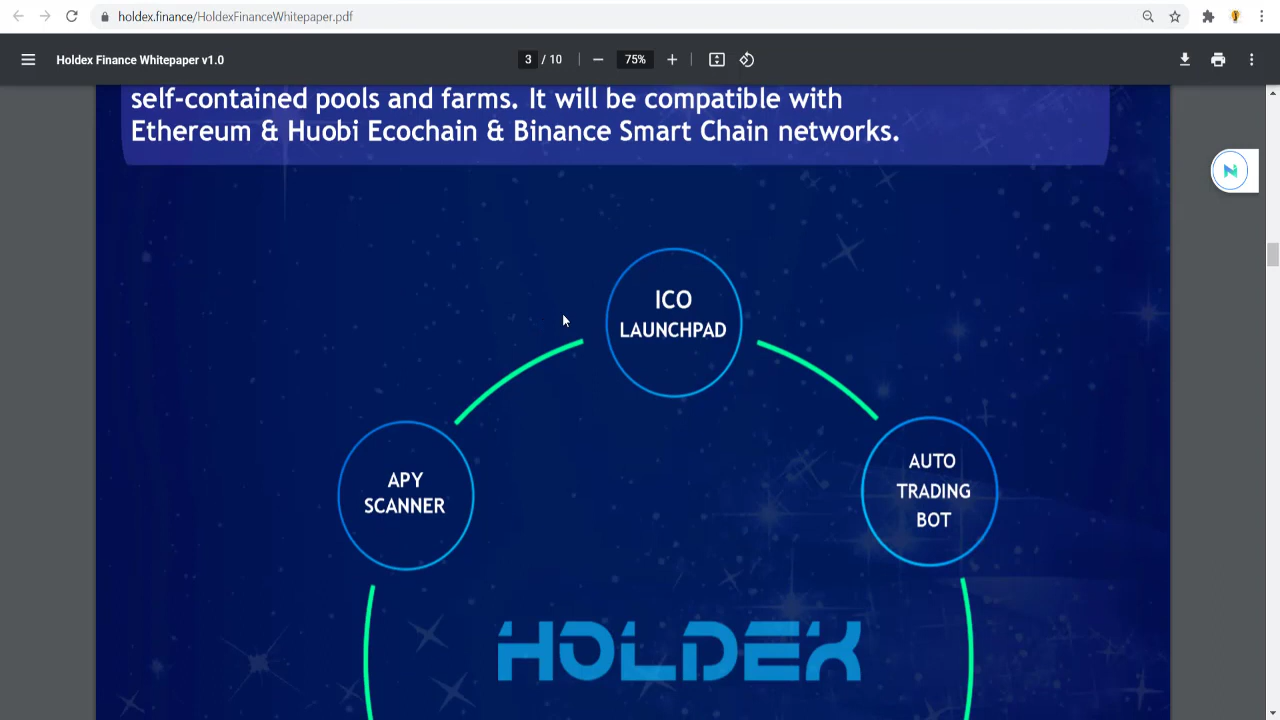 holdex.finance/HoldexFinanceWhitepaper.pdf
Holdex Finance Whitepaper v1.0
3 / 10
75%
self-contained pools and farms. It will be compatible with
Ethereum & Huobi Ecochain & Binance Smart Chain networks.
ICO
LAUNCHPAD
APY
SCANNER
AUTO
TRADING
BOT
HOLDEX